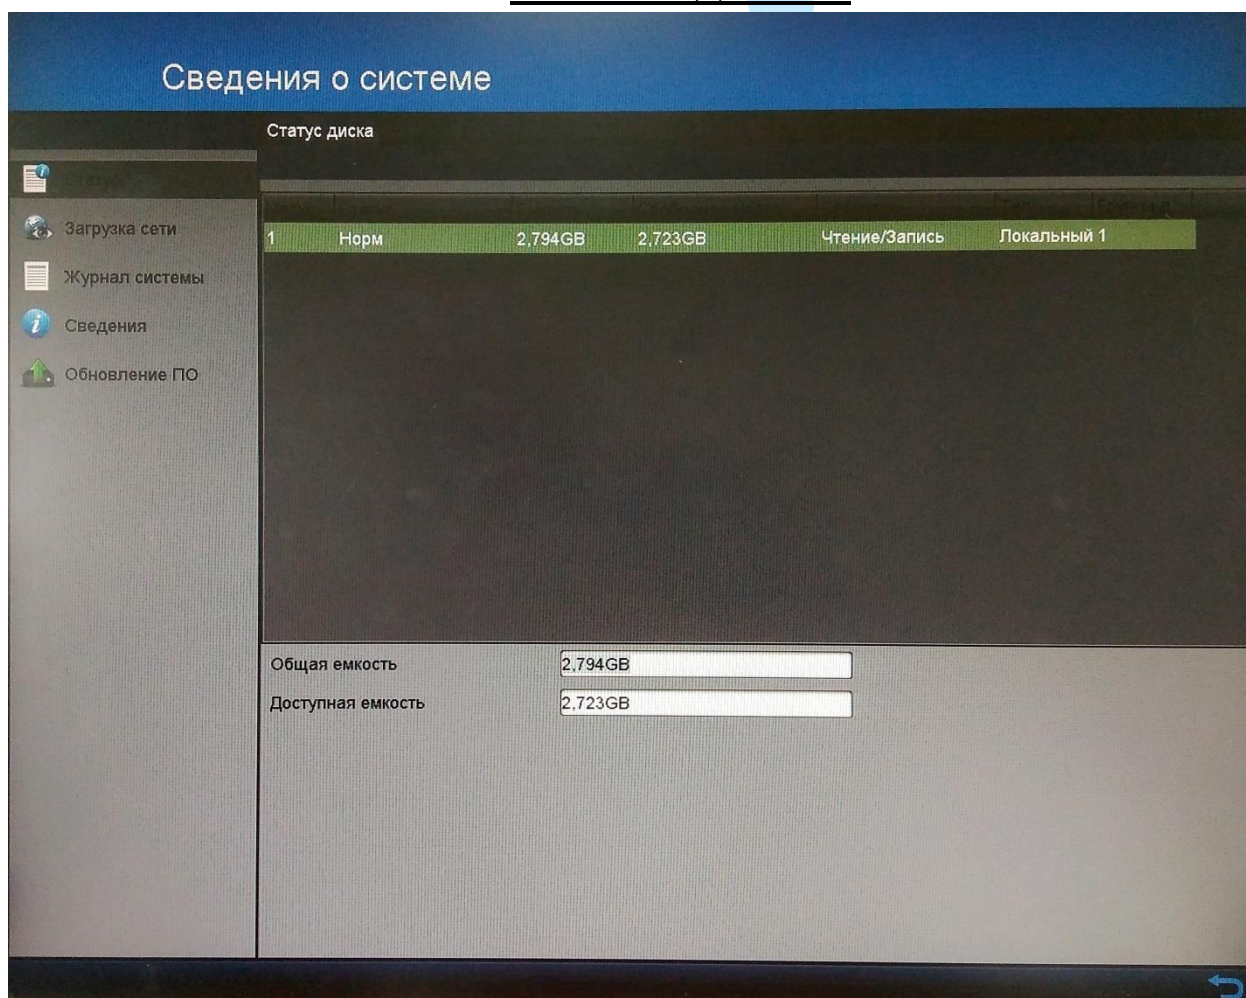 Сведения о системе
Статус диска
Статус
Загрузка сети
Журнал системы
Сведения
Обновление ПО
1 Норм 2,794GB 2,723GB Чтение/Запись Локальный 1
Общая емкость 2,794GB
Доступная емкость 2,723GB